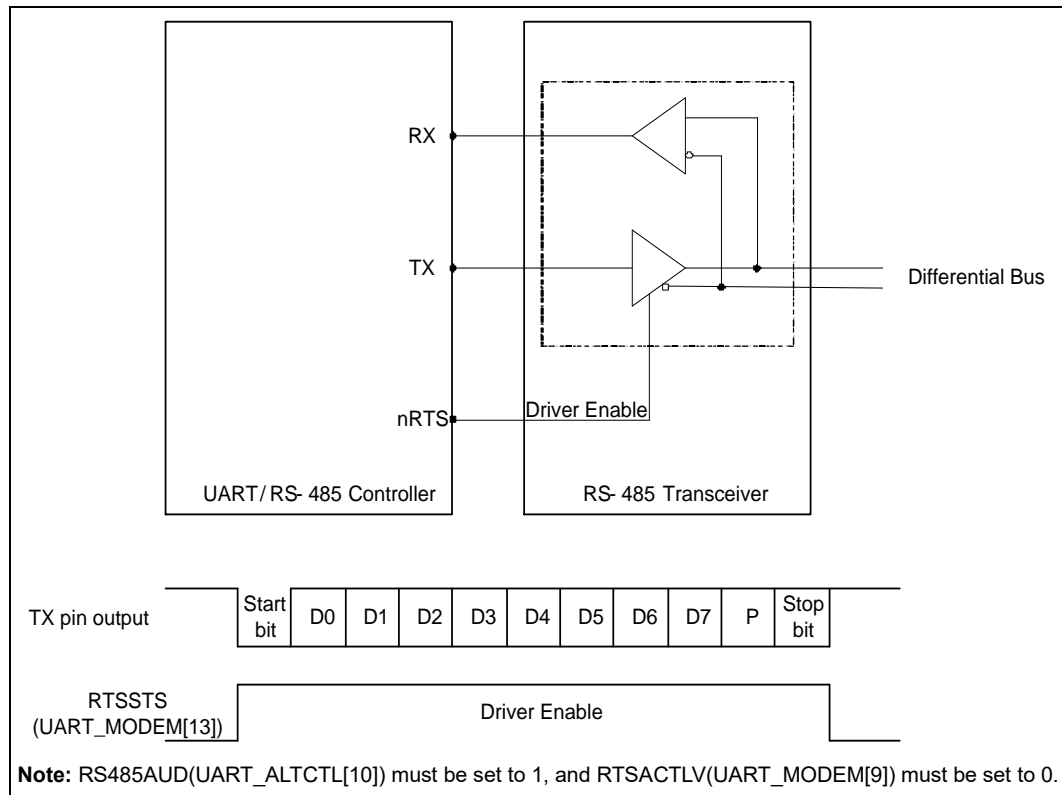 RX
TX
Differential Bus
nRTS
Driver Enable
UART/RS- 485 Controller
RS- 485 Transceiver
TX pin output
Start
bit
D0
D1
D2
D3
D4
D5
D6
D7
P
Stop
bit
RTSSTS
(UART_MODEM[13])
Driver Enable
Note: RS485AUD(UART_ALTCTL[10]) must be set to 1, and RTSACTLV(UART_MODEM[9]) must be set to 0.